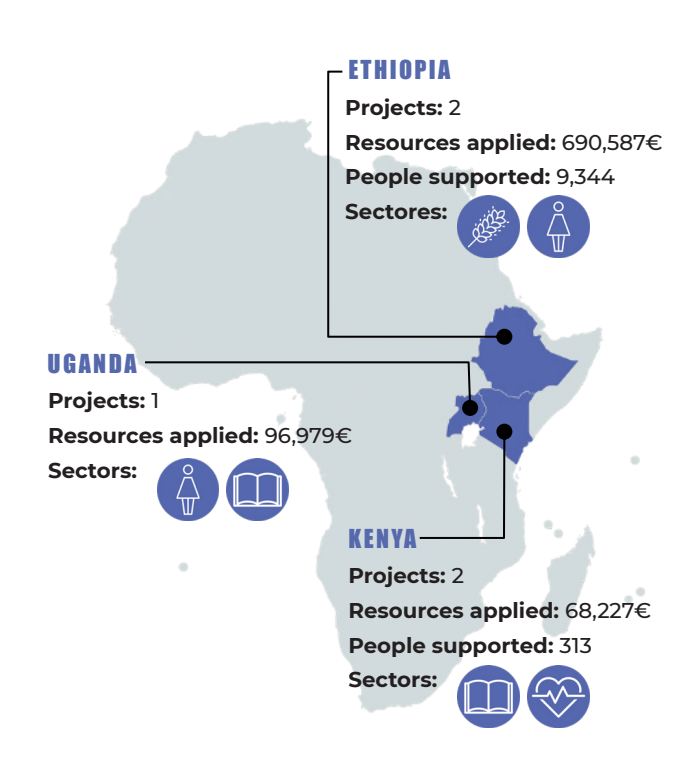 ETHIOPIA
Projects: 2
Resources applied: 690,587€
People supported: 9,344
Sectores:
UGANDA
Projects: 1
Resources applied: 96,979€
Sectors:
KENYA
Projects: 2
Resources applied: 68,227€
People supported: 313
Sectors: